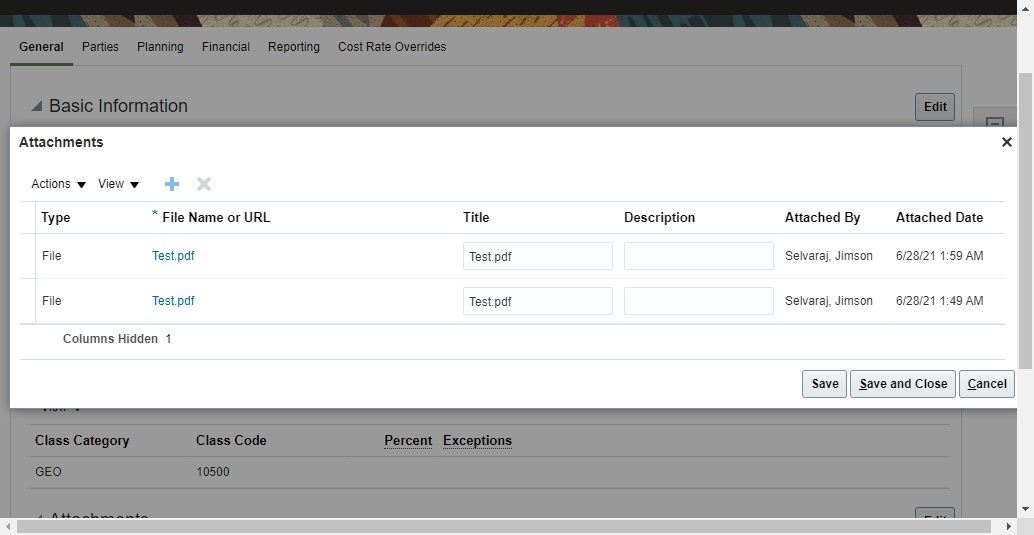 General Parties Planning Financial Reporting Cost Rate Overrides
Basic Information Edit
Attachments
Actions View
Type * File Name or URL Title Description Attached By Attached Date
File Test.pdf Test.pdf Selvaraj, Jimson 6/28/21 1:59 AM
File Test.pdf Test.pdf Selvaraj, Jimson 6/28/21 1:49 AM
Columns Hidden 1
Save Save and Close Cancel
View
Class Category Class Code Percent Exceptions
GEO 10500
Attachments Edit